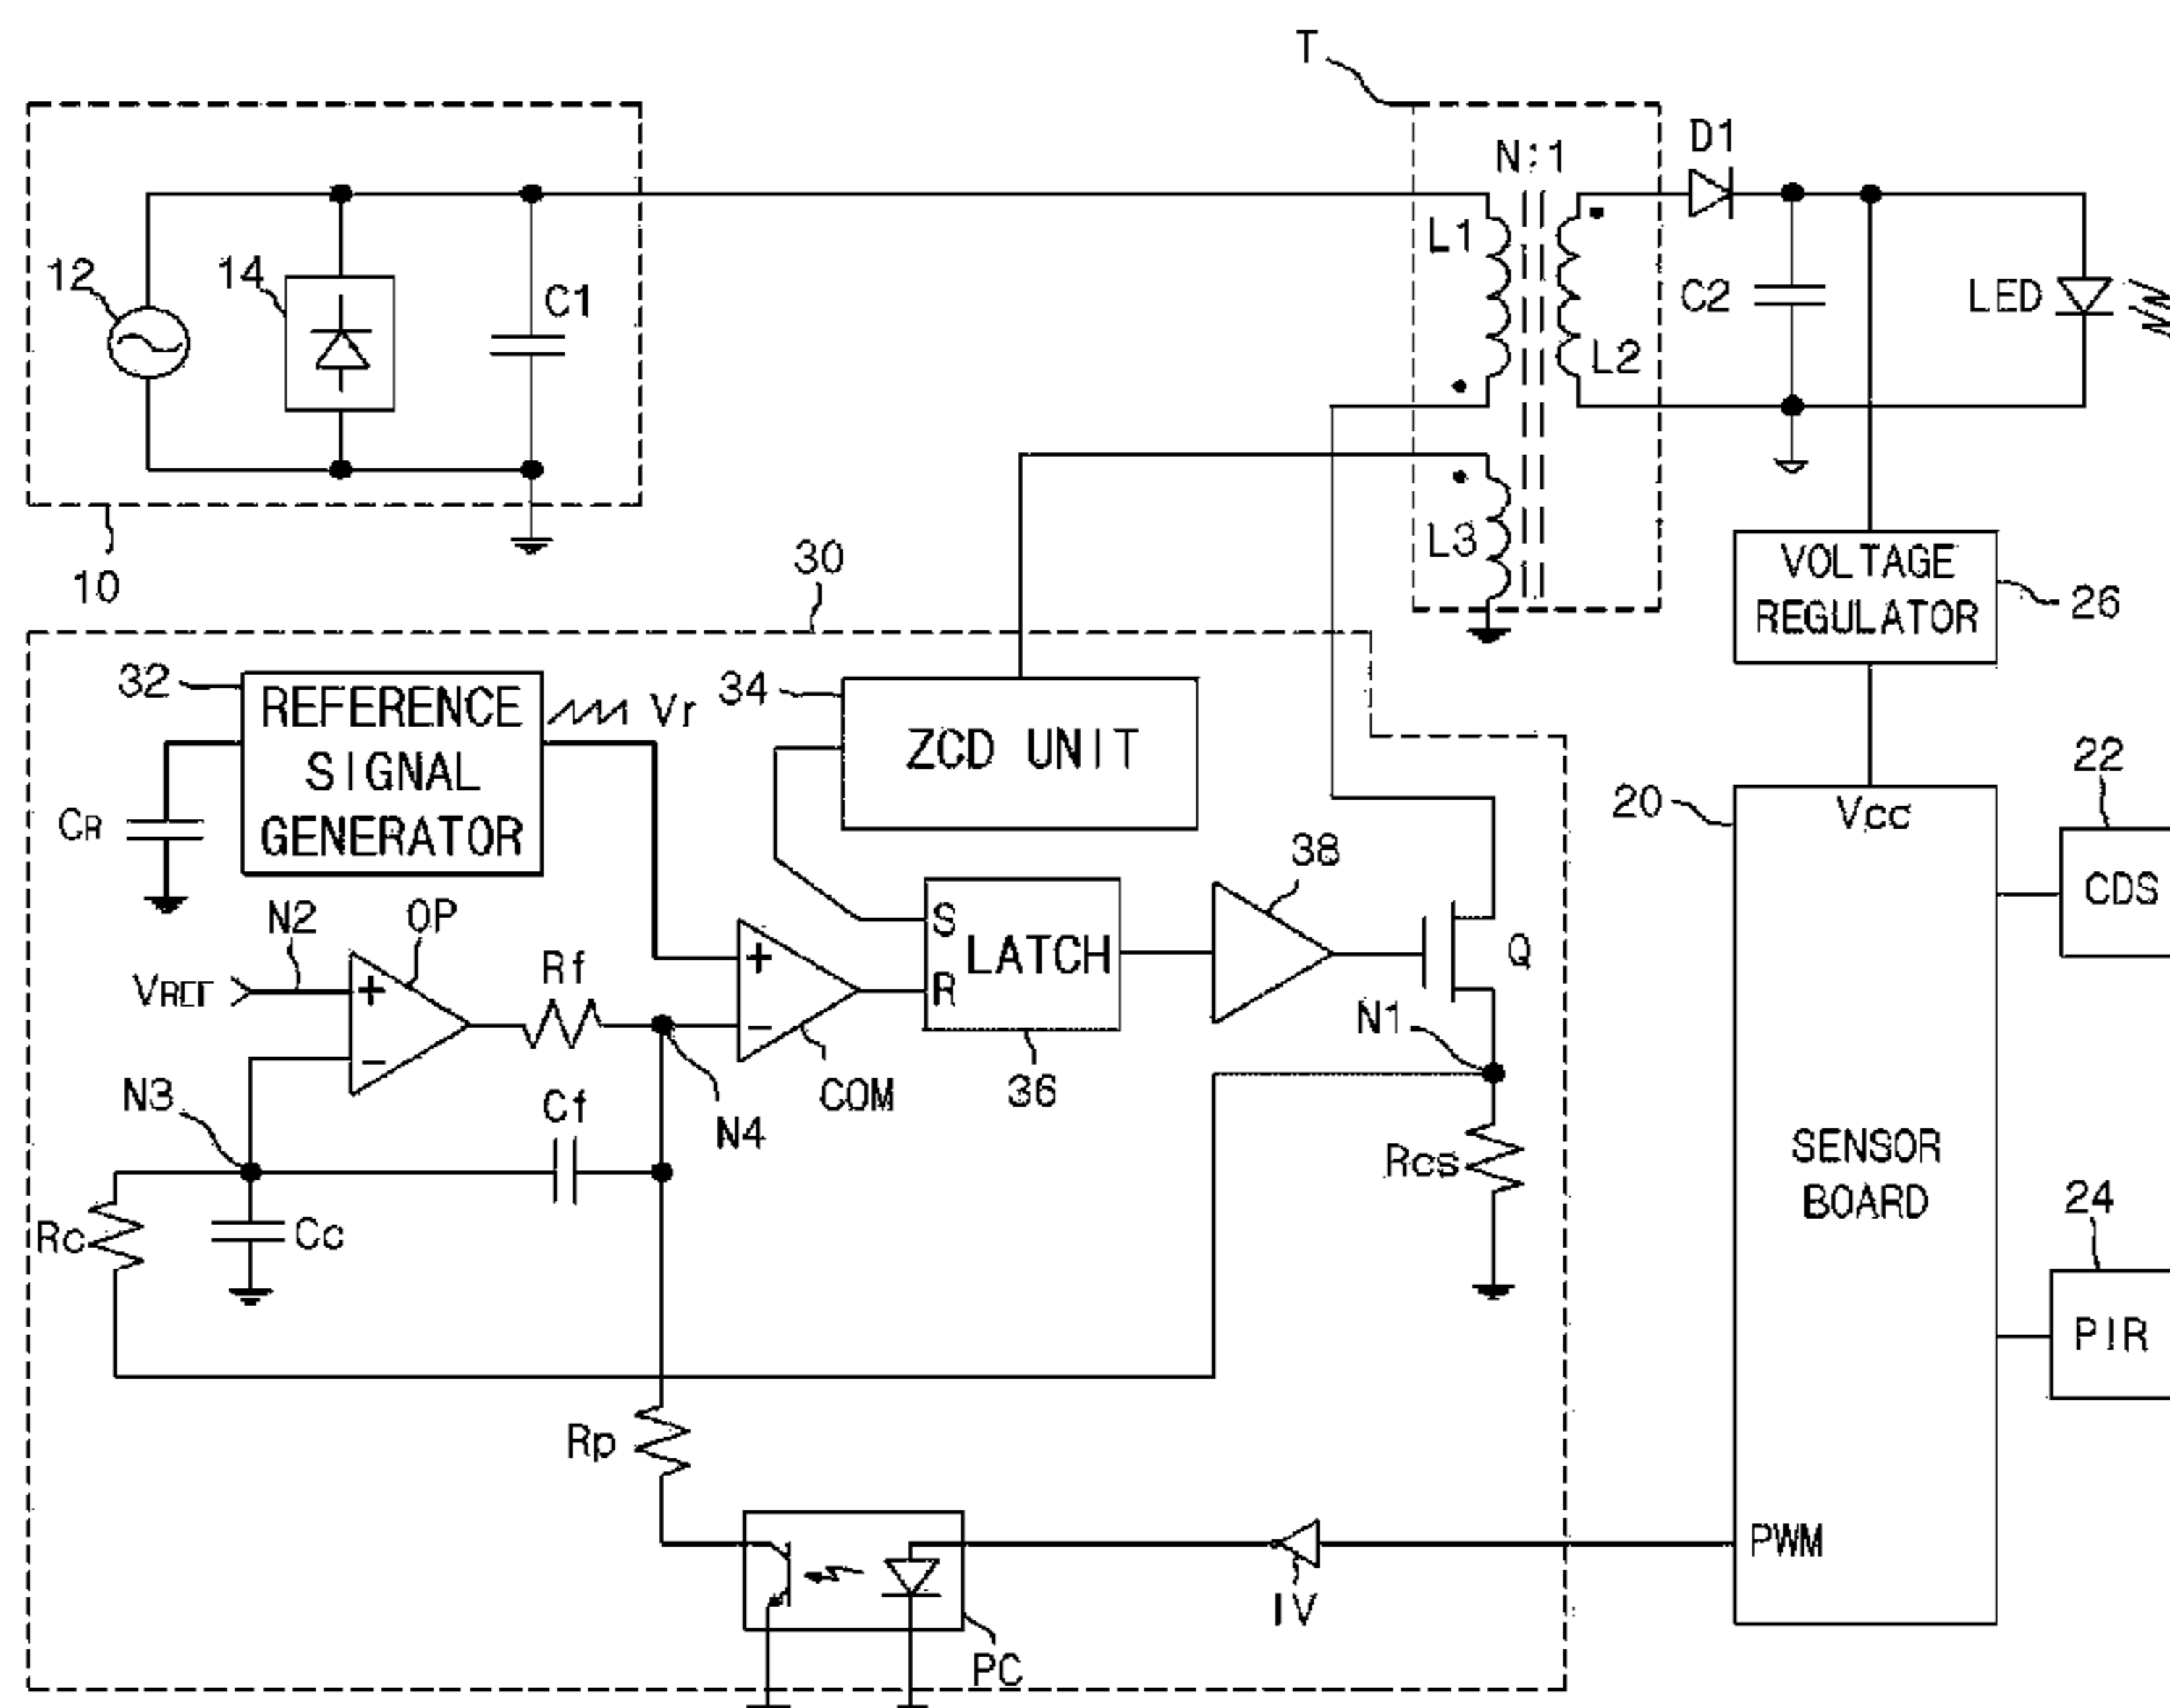 T
N:1
D1
L1
L2
12
14
C1
C2
LED
10
L3
30
VOLTAGE
REGULATOR
26
32
REFERENCE
SIGNAL
GENERATOR
Vr
34
ZCD UNIT
CR
20
Vcc
22
CDS
N2
OP
38
VREF
+
-
Rf
+
-
S
R
LATCH
Q
N1
N3
Cf
N4
COM
36
Rcs
SENSOR
BOARD
Rc
Cc
24
PIR
Rp
PWM
IV
PC